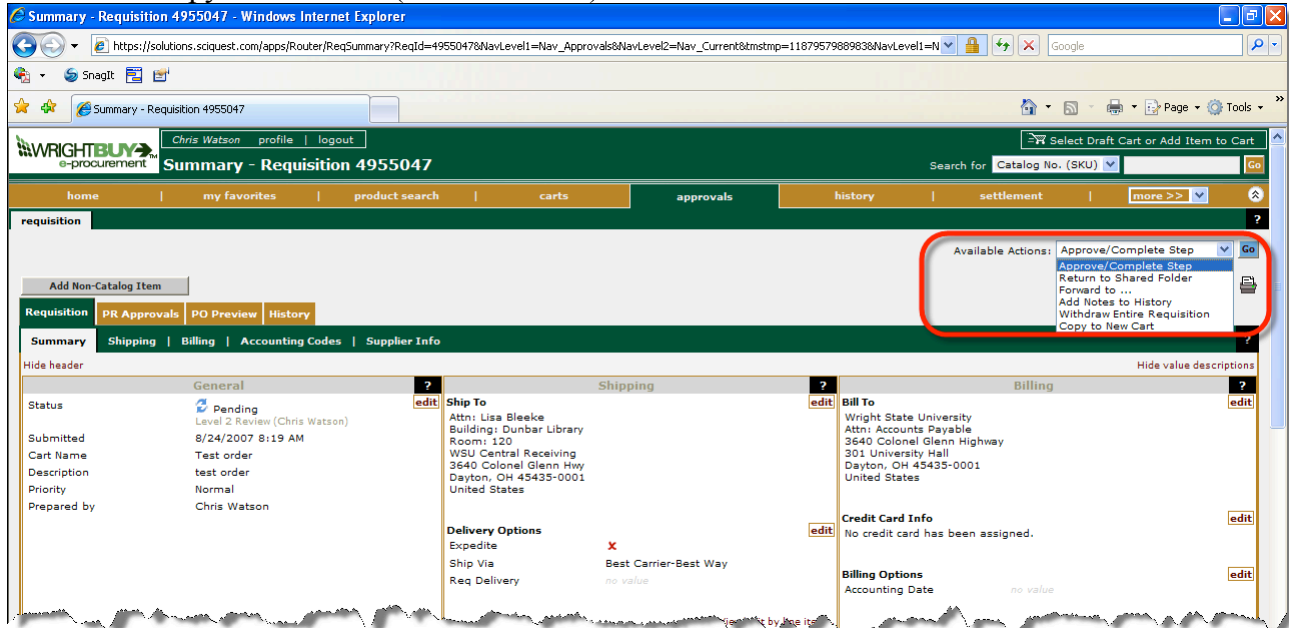 Summary - Requisition 4955047 - Windows Internet Explorer
https://solutions.sciquest.com/apps/Router/ReqSummary?ReqId=4955047&NavLevel1=Nav_Approvals&NavLevel2=Nav_Current&tmstmp=1187957988983&NavLevel1=N
Google
SnagIt
Summary - Requisition 4955047
Page
Tools
WRIGHTBUY TM
e-procurement
Chris Watson profile | logout
Select Draft Cart or Add Item to Cart
Summary - Requisition 4955047
Search for Catalog No. (SKU) Go
home | my favorites | product search | carts approvals history | settlement | more >>
requisition ?
Available Actions: Approve/Complete Step Go
Approve/Complete Step
Return to Shared Folder
Forward to ...
Add Notes to History
Withdraw Entire Requisition
Copy to New Cart
Add Non-Catalog Item
Requisition PR Approvals PO Preview History
Summary Shipping | Billing | Accounting Codes | Supplier Info ?
Hide header Hide value descriptions
General ?
Status Pending edit
Level 2 Review (Chris Watson)
Submitted 8/24/2007 8:19 AM
Cart Name Test order
Description test order
Priority Normal
Prepared by Chris Watson
Shipping ?
Ship To edit
Attn: Lisa Bleeke
Building: Dunbar Library
Room: 120
WSU Central Receiving
3640 Colonel Glenn Hwy
Dayton, OH 45435-0001
United States
Delivery Options edit
Expedite x
Ship Via Best Carrier-Best Way
Req Delivery no value
Billing ?
Bill To edit
Wright State University
Attn: Accounts Payable
3640 Colonel Glenn Highway
301 University Hall
Dayton, OH 45435-0001
United States
Credit Card Info edit
No credit card has been assigned.
Billing Options edit
Accounting Date no value